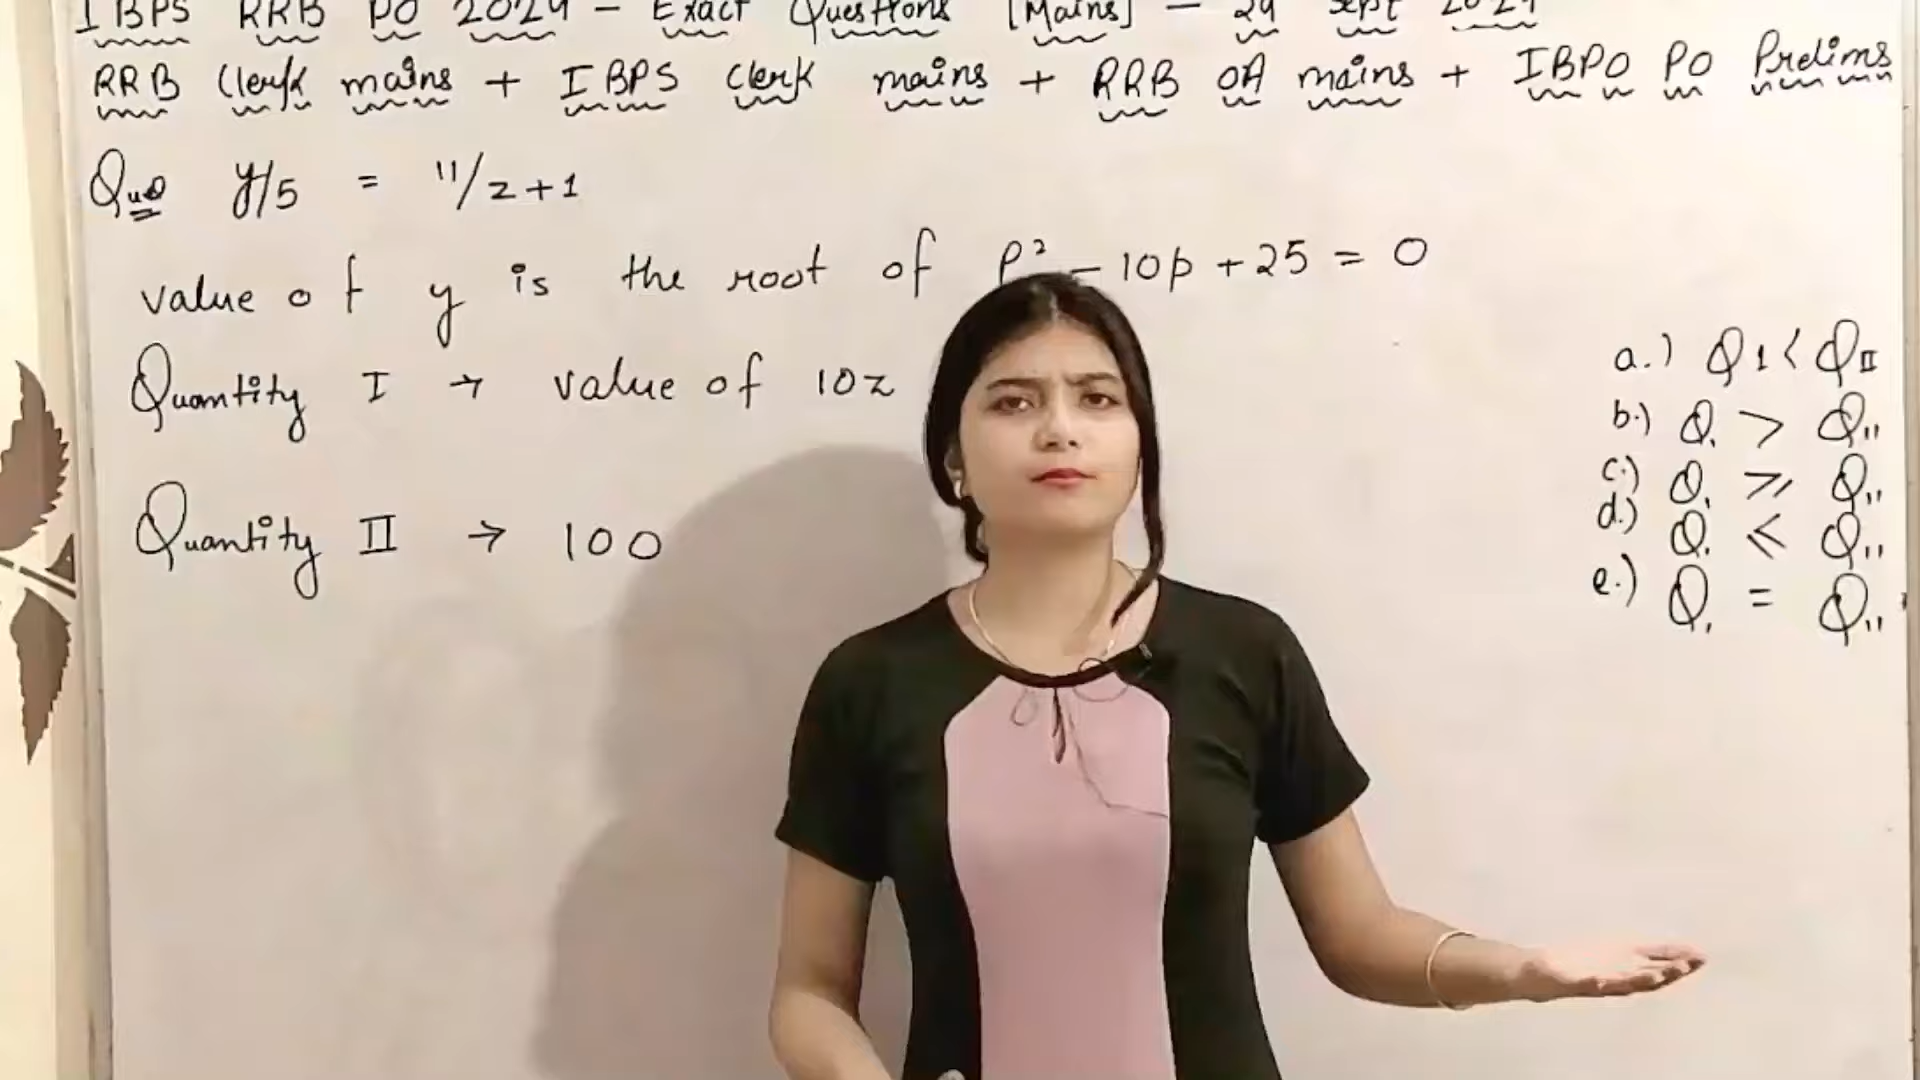 IBPS RRB PO 2024 - Exact Questions [Mains] - 29 Sept 2024
RRB Clerk mains + IBPS Clerk mains + RRB OA mains + IBPO PO Prelims
Que y/5 = 11/z+1
value of y is the root of p² - 10p + 25 = 0
Quantity I → value of 10z
Quantity II → 100
a.) Q I < Q II
b.) Q, > Q,,
c.) Q, ≥ Q,,
d.) Q, ≤ Q,,
e.) Q, = Q,,